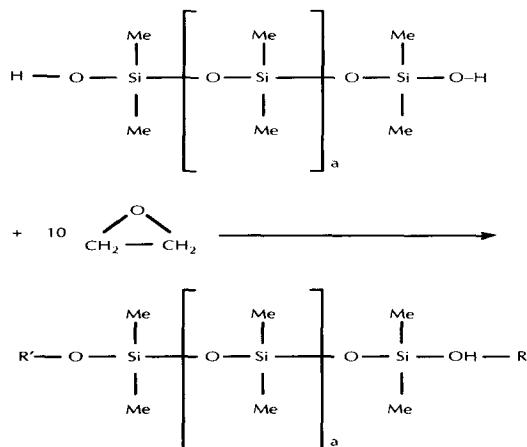 Me Me Me
H — O — Si — O — Si — O — Si — O–H
Me Me Me
a
O
+ 10 CH₂ — CH₂
Me Me Me
R′ — O — Si — O — Si — O — Si — OH — R
Me Me Me
a